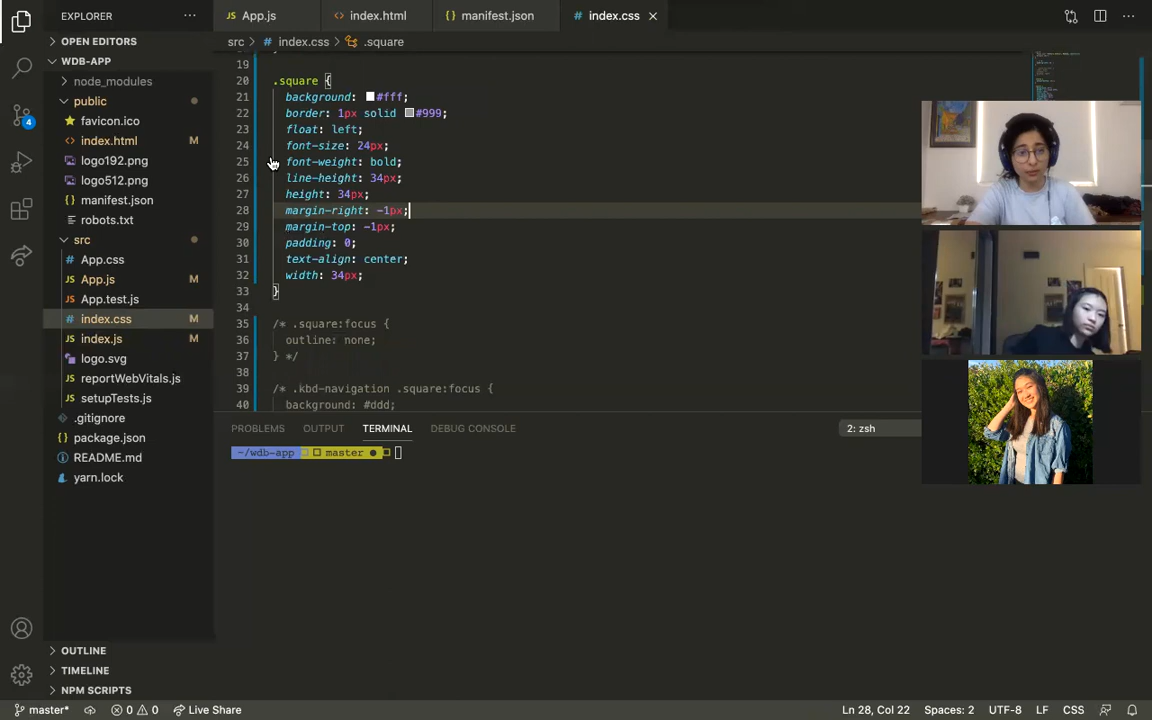 EXPLORER
App.js
index.html
manifest.json
index.css
OPEN EDITORS
src > index.css > .square
WDB-APP
node_modules
public
favicon.ico
index.html M
logo192.png
logo512.png
manifest.json
robots.txt
src
App.css
App.js M
App.test.js
index.css M
index.js M
logo.svg
reportWebVitals.js
setupTests.js
.gitignore
package.json
README.md
yarn.lock
OUTLINE
TIMELINE
NPM SCRIPTS
4
19
20 .square {
21 background: #fff;
22 border: 1px solid #999;
23 float: left;
24 font-size: 24px;
25 font-weight: bold;
26 line-height: 34px;
27 height: 34px;
28 margin-right: -1px;
29 margin-top: -1px;
30 padding: 0;
31 text-align: center;
32 width: 34px;
33 }
34
35 /* .square:focus {
36 outline: none;
37 } */
38
39 /* .kbd-navigation .square:focus {
40 background: #ddd;
PROBLEMS OUTPUT TERMINAL DEBUG CONSOLE 2: zsh
~/wdb-app master
master* 0 0 Live Share Ln 28, Col 22 Spaces: 2 UTF-8 LF CSS